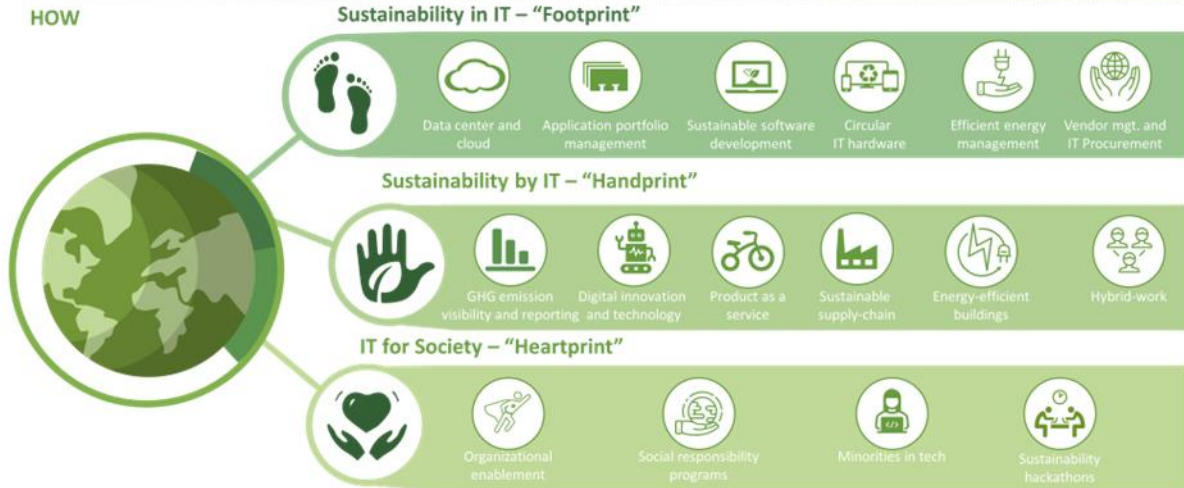 HOW
Sustainability in IT – “Footprint”
Data center and
cloud
Application portfolio
management
Sustainable software
development
Circular
IT hardware
Efficient energy
management
Vendor mgt. and
IT Procurement
Sustainability by IT – “Handprint”
GHG emission
visibility and reporting
Digital innovation
and technology
Product as a
service
Sustainable
supply-chain
Energy-efficient
buildings
Hybrid-work
IT for Society – “Heartprint”
Organizational
enablement
Social responsibility
programs
Minorities in tech
Sustainability
hackathons